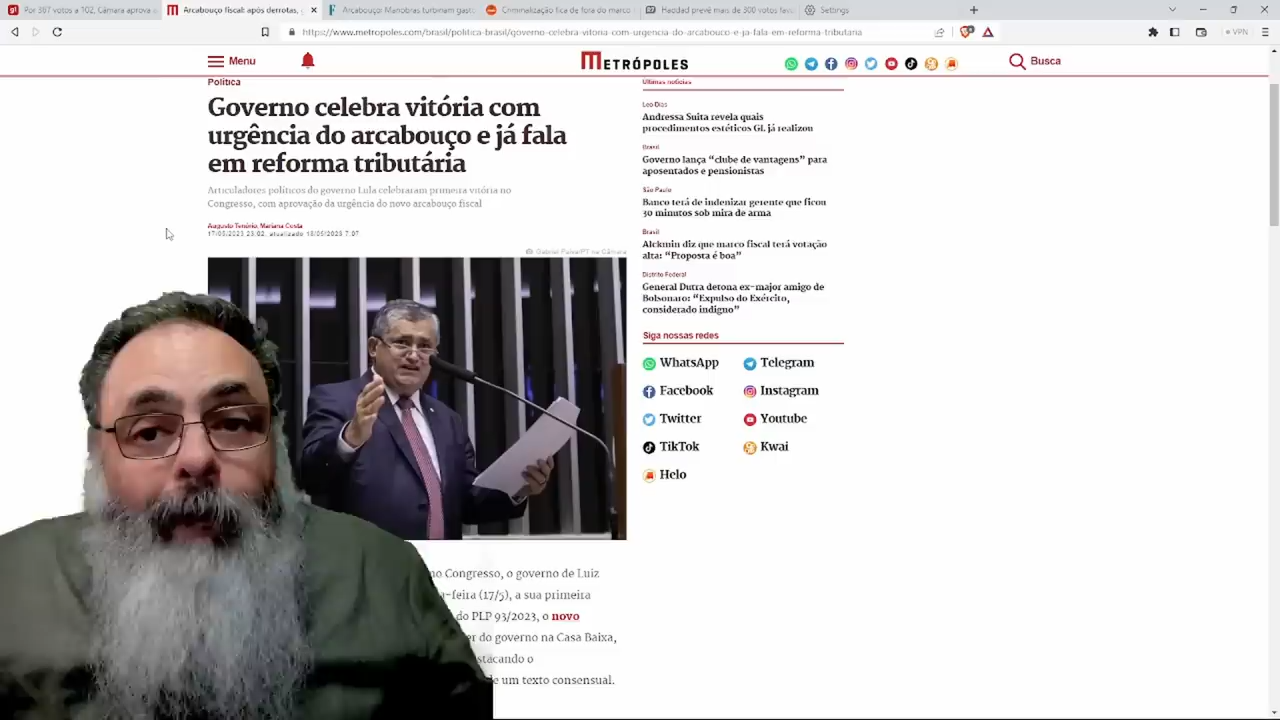 Por 387 votos a 102, Câmara aprova
Arcabouço fiscal: após derrotas,
Arcabouço! Manobras turbinam gasto
Criminalização fica de fora do marco
Haddad prevê mais de 300 votos favu
Settings
https://www.metropoles.com/brasil/politica-brasil/governo-celebra-vitoria-com-urgencia-do-arcabouco-e-ja-fala-em-reforma-tributaria
VPN
Menu
METRÓPOLES
Busca
Política
Governo celebra vitória com
urgência do arcabouço e já fala
em reforma tributária
Articuladores políticos do governo Lula celebraram primeira vitória no
Congresso, com aprovação da urgência do novo arcabouço fiscal
Augusto Tenório, Mariana Costa
17/05/2023 23:02, atualizado 18/05/2023 7:07
no Congresso, o governo de Luiz
a-feira (17/5), a sua primeira
do PLP 93/2023, o novo
er do governo na Casa Baixa,
stacando o
e um texto consensual.
Últimas notícias
Leo Dias
Andressa Suita revela quais
procedimentos estéticos GL já realizou
Brasil
Governo lança “clube de vantagens” para
aposentados e pensionistas
São Paulo
Banco terá de indenizar gerente que ficou
30 minutos sob mira de arma
Brasil
Alckmin diz que marco fiscal terá votação
alta: “Proposta é boa”
Distrito Federal
General Dutra detona ex-major amigo de
Bolsonaro: “Expulso do Exército,
considerado indigno”
Siga nossas redes
WhatsApp
Telegram
Facebook
Instagram
Twitter
Youtube
TikTok
Kwai
Helo